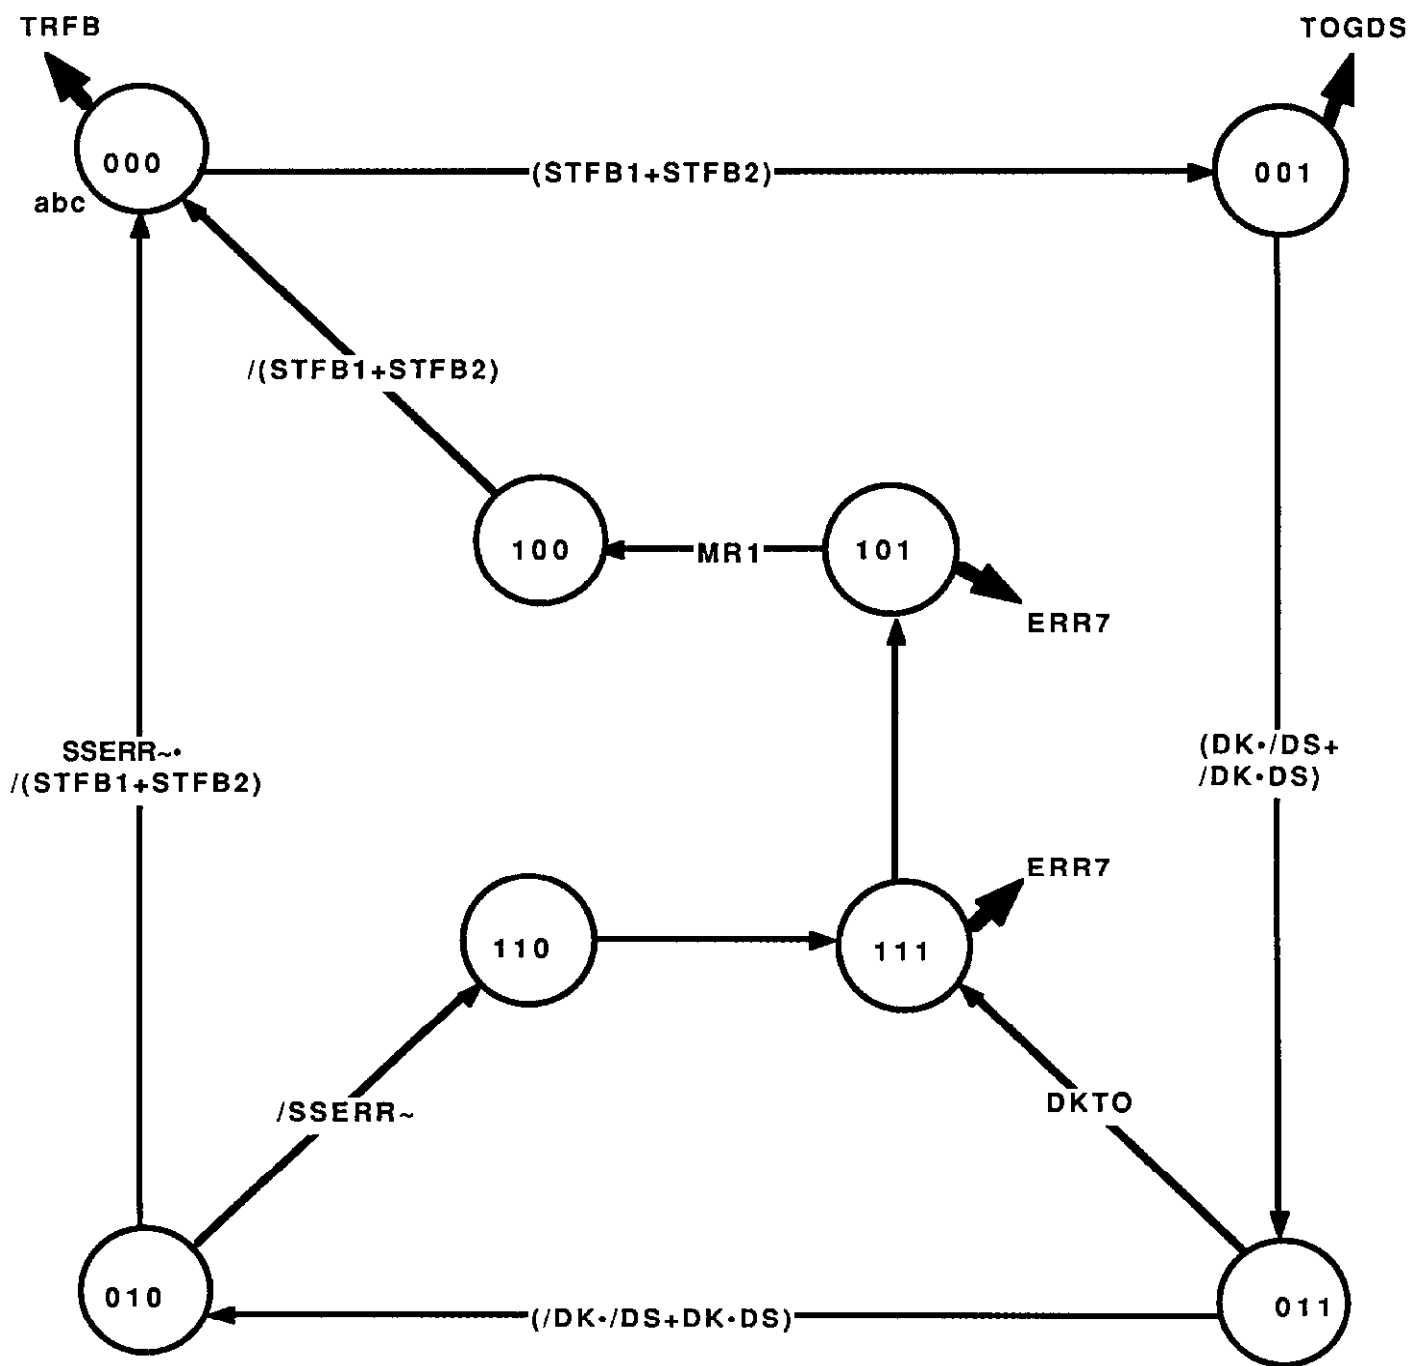 TRFB
TOGDS
000
(STFB1+STFB2)
001
abc
/(STFB1+STFB2)
100
MR1
101
ERR7
SSERR~•
/(STFB1+STFB2)
(DK•/DS+
/DK•DS)
ERR7
110
111
/SSERR~
DKTO
010
(/DK•/DS+DK•DS)
011